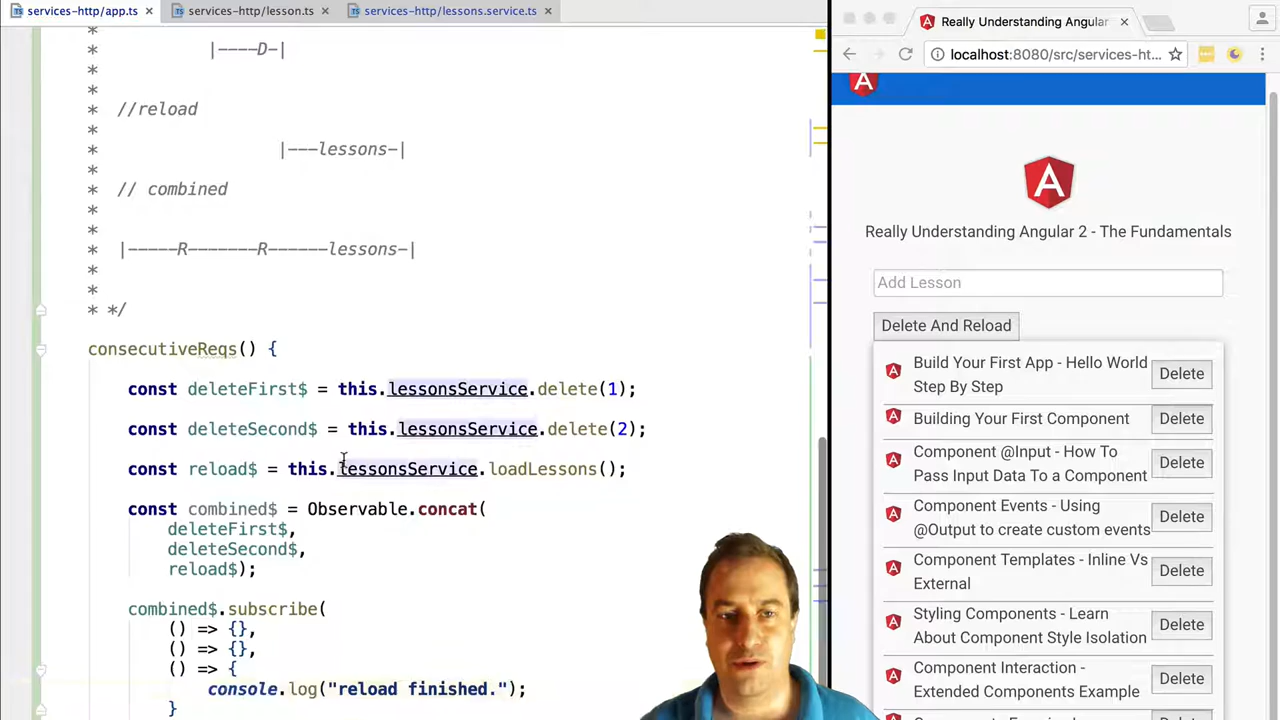 services-http/app.ts × services-http/lesson.ts × services-http/lessons.service.ts ×
*
* |----D-|
*
*
* //reload
*
* |---lessons-|
*
* // combined
*
*
* |-----R-------R------lessons-|
*
*
* */
consecutiveReqs() {
const deleteFirst$ = this.lessonsService.delete(1);
const deleteSecond$ = this.lessonsService.delete(2);
const reload$ = this.lessonsService.loadLessons();
const combined$ = Observable.concat(
deleteFirst$,
deleteSecond$,
reload$);
combined$.subscribe(
() => {},
() => {},
() => {
console.log("reload finished.");
}
Really Understanding Angular ×
localhost:8080/src/services-ht...
Really Understanding Angular 2 - The Fundamentals
Add Lesson
Delete And Reload
Build Your First App - Hello World
Step By Step
Delete
Building Your First Component
Delete
Component @Input - How To
Pass Input Data To a Component
Delete
Component Events - Using
@Output to create custom events
Delete
Component Templates - Inline Vs
External
Delete
Styling Components - Learn
About Component Style Isolation
Delete
Component Interaction -
Extended Components Example
Delete